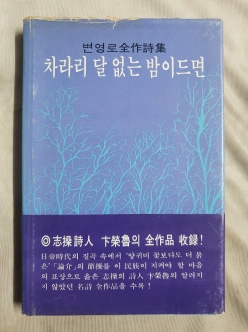 변영로全作詩集
차라리 달 없는 밤이드면
◎志操詩人 卞榮魯의 全作品 收錄!
日帝時代의 질곡 속에서 "양귀비 꽃보다도 더 붉
은"「論介」의 節操를 이 民族이 지켜야 할 마음
의 표상으로 읊은 志操의 詩人 卞榮魯의 알려지
지 않았던 名詩 全作品을 수록!